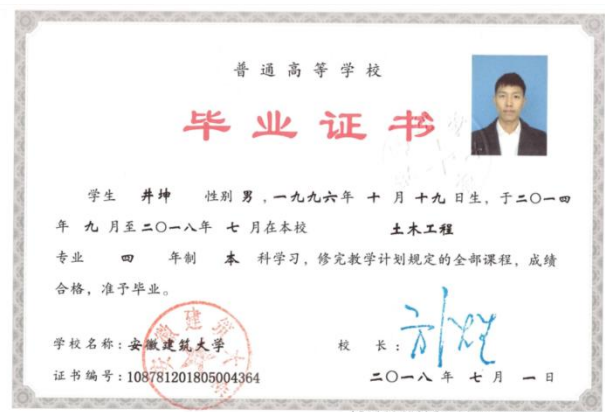 普通高等学校
毕业证书
学生 井坤 性别 男 ，一九九六年 十 月 十九 日生，于二〇一四
年 九 月至二〇一八年 七 月在本校 土木工程
专业 四 年制 本 科学习，修完教学计划规定的全部课程，成绩
合格，准予毕业。
学校名称：安徽建筑大学 校 长：
证书编号：108781201805004364 二〇一八 年 七 月 一 日